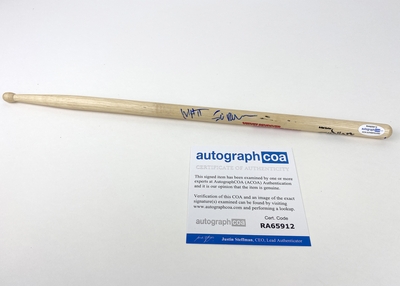 MATT
autographcoa
CERTIFICATE OF AUTHENTICITY
This signed item has been examined by one or more
experts at AutographCOA (ACOA) Authentication
and it is our opinion that the item is genuine.
Verification of this COA and an image of the exact
signature(s) examined can be found by visiting
www.autographcoa.com and performing a lookup.
autographcoa
Cert. Code
RA65912
Justin Steffman, CEO, Lead Authenticator